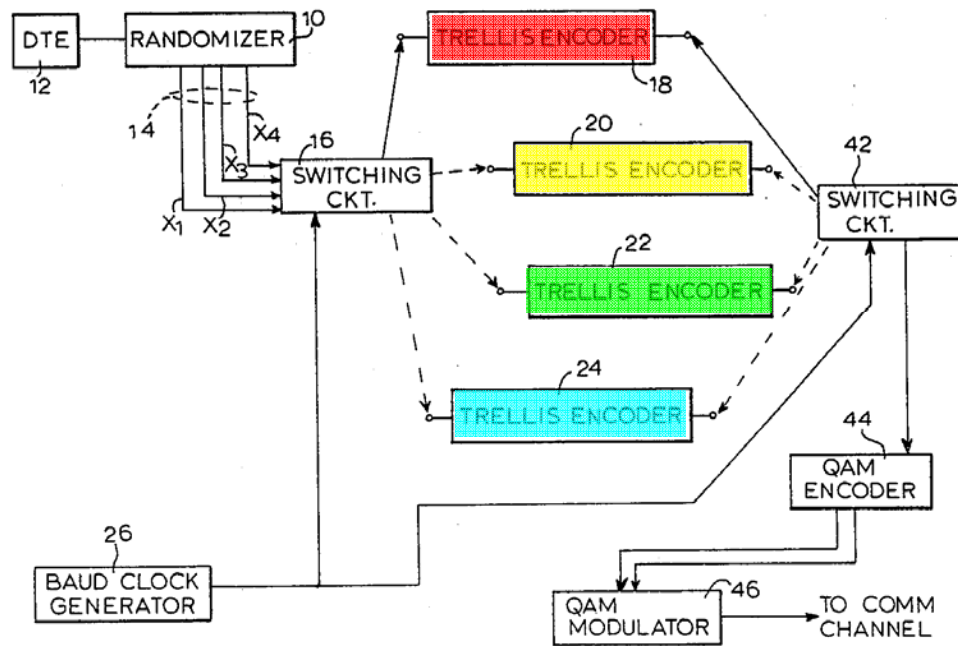 DTE
12
RANDOMIZER
10
14
X1
X2
X3
X4
16
SWITCHING
CKT.
TRELLIS ENCODER
18
20
TRELLIS ENCODER
22
TRELLIS ENCODER
24
TRELLIS ENCODER
42
SWITCHING
CKT.
44
QAM
ENCODER
26
BAUD CLOCK
GENERATOR
46
QAM
MODULATOR
TO COMM
CHANNEL